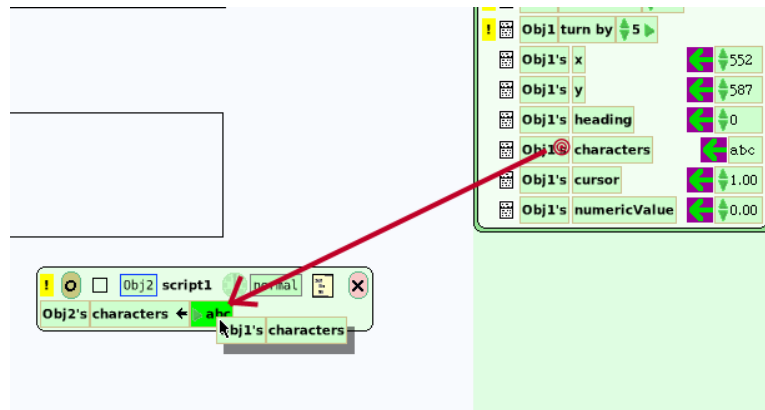 ! Obj1 turn by 5
Obj1's x 552
Obj1's y 587
Obj1's heading 0
Obj1's characters abc
Obj1's cursor 1.00
Obj1's numericValue 0.00
! Obj2 script1 normal
Obj2's characters abc
Obj1's characters